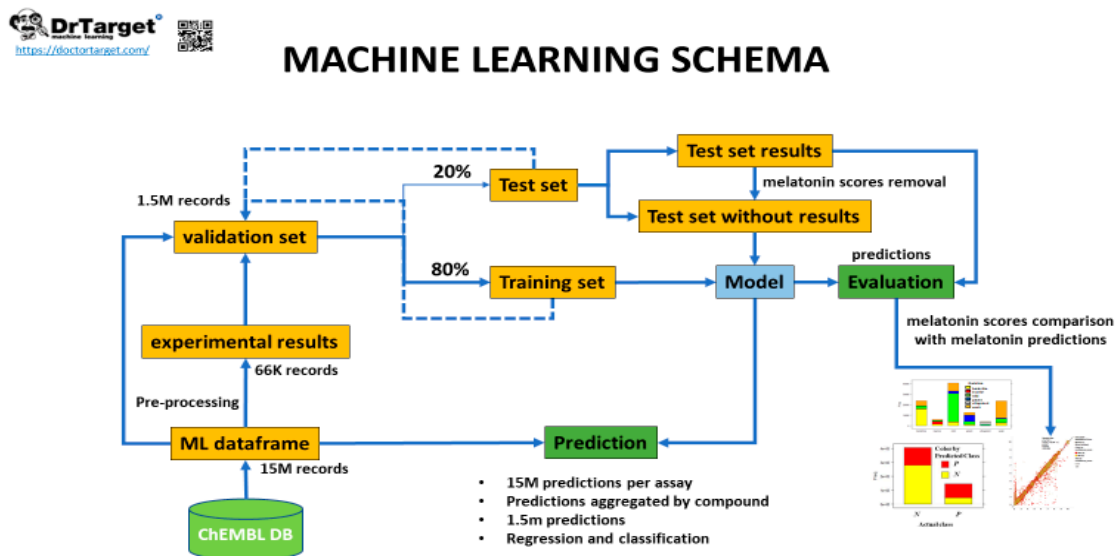 DrTarget
machine learning
https://doctortarget.com/
MACHINE LEARNING SCHEMA
Test set results
20%
Test set
melatonin scores removal
1.5M records
Test set without results
validation set
predictions
80%
Training set
Model
Evaluation
melatonin scores comparison
with melatonin predictions
experimental results
66K records
Pre-processing
ML dataframe
Prediction
15M records
ChEMBL DB
• 15M predictions per assay
• Predictions aggregated by compound
• 1.5m predictions
• Regression and classification
Color by
Predicted Class
P
N
N P
Actual class